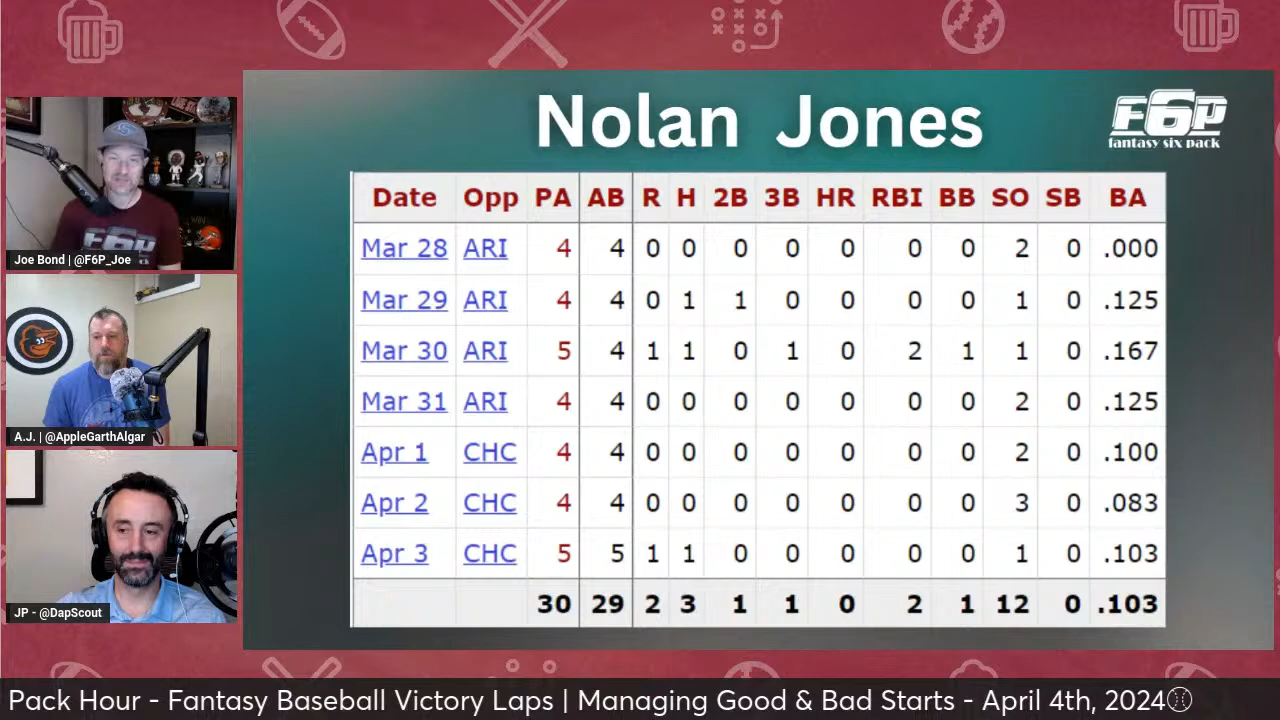 Nolan Jones
F6P
fantasy six pack
Date Opp PA AB R H 2B 3B HR RBI BB SO SB BA
Mar 28 ARI 4 4 0 0 0 0 0 0 0 2 0 .000
Mar 29 ARI 4 4 0 1 1 0 0 0 0 1 0 .125
Mar 30 ARI 5 4 1 1 0 1 0 2 1 1 0 .167
Mar 31 ARI 4 4 0 0 0 0 0 0 0 2 0 .125
Apr 1 CHC 4 4 0 0 0 0 0 0 0 2 0 .100
Apr 2 CHC 4 4 0 0 0 0 0 0 0 3 0 .083
Apr 3 CHC 5 5 1 1 0 0 0 0 0 1 0 .103
30 29 2 3 1 1 0 2 1 12 0 .103
F6P
Joe Bond | @F6P_Joe
A.J. | @AppleGarthAlgar
JP - @DapScout
Pack Hour - Fantasy Baseball Victory Laps | Managing Good & Bad Starts - April 4th, 2024